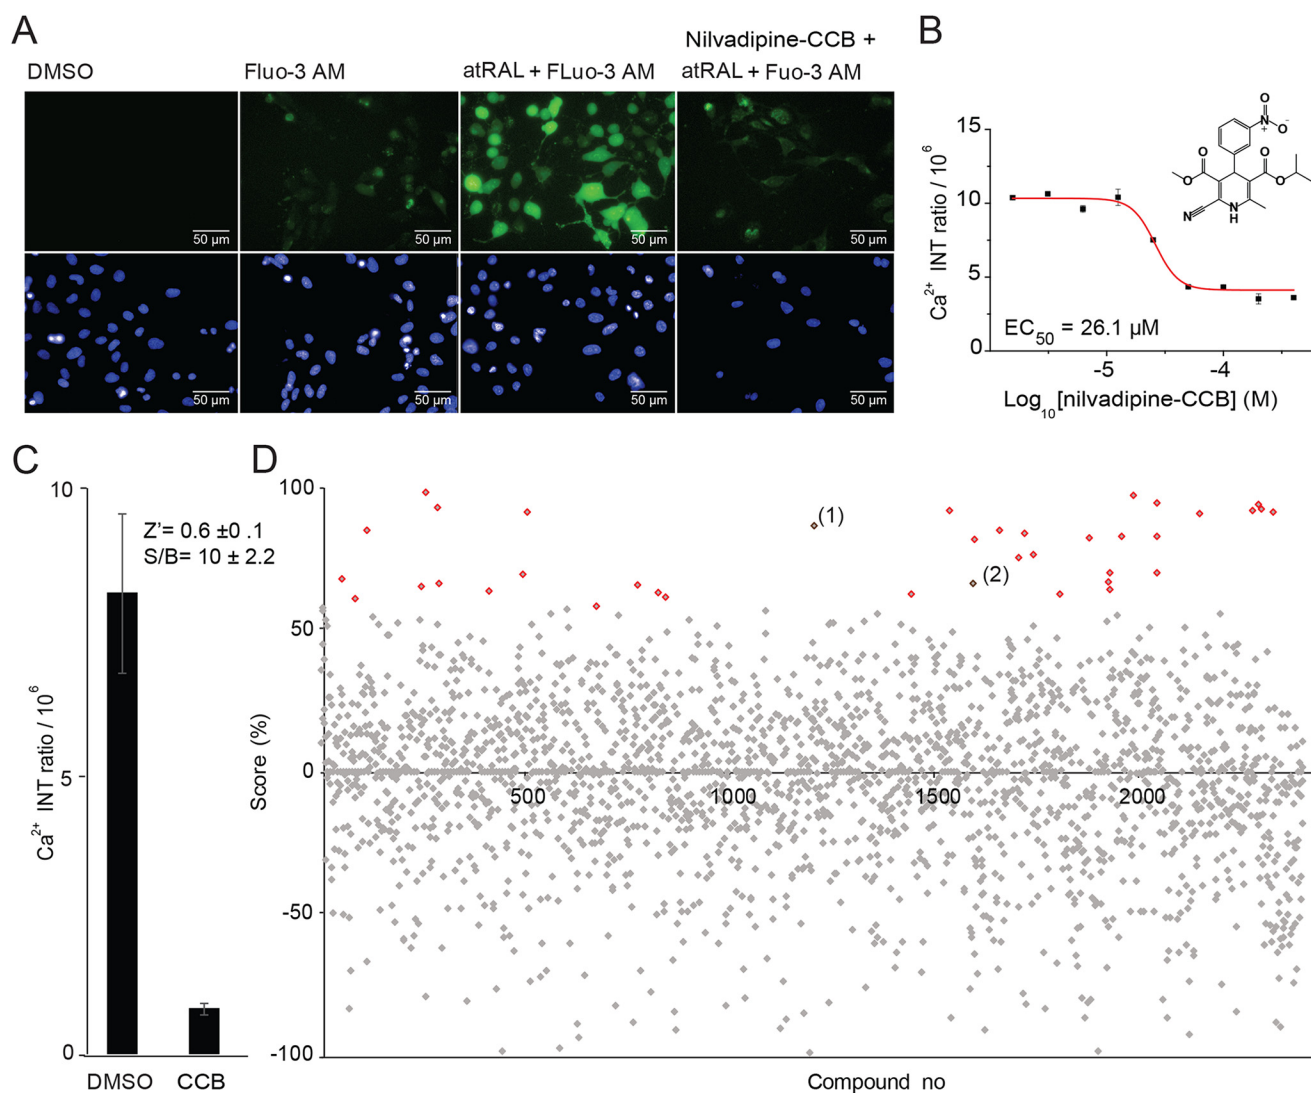 A
DMSO
Fluo-3 AM
atRAL + FLuo-3 AM
Nilvadipine-CCB +
atRAL + Fuo-3 AM
50 µm
50 µm
50 µm
50 µm
50 µm
50 µm
50 µm
50 µm
B
Ca2+ INT ratio / 10^6
15
10
5
0
-5
-4
EC50 = 26.1 µM
Log10[nilvadipine-CCB] (M)
O
N+
O-
O
O
O
O
N
N
H
C
Ca2+ INT ratio / 10^6
10
5
0
Z'= 0.6 ±0 .1
S/B= 10 ± 2.2
DMSO
CCB
D
Score (%)
100
50
0
-50
-100
(1)
(2)
500
1000
1500
2000
Compound no